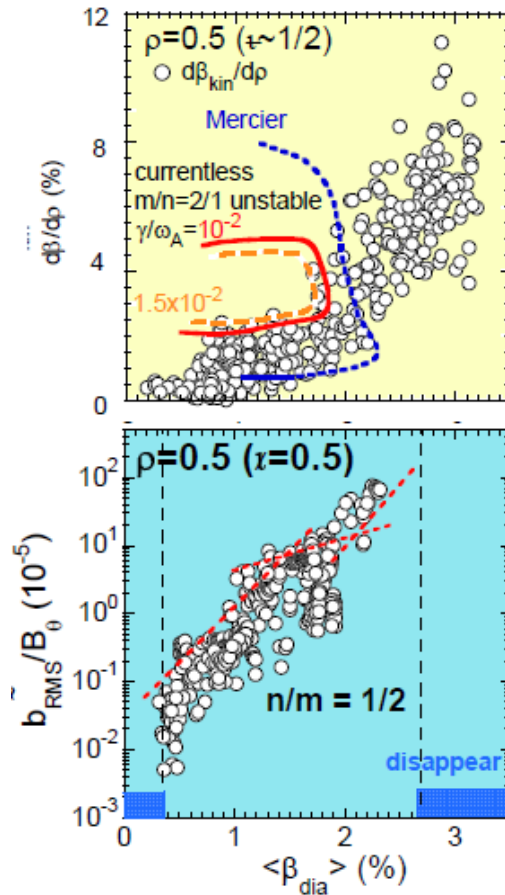 12
8
4
0
dβ/dρ (%)
ρ=0.5 (ɩ~1/2)
dβkin/dρ
Mercier
currentless
m/n=2/1 unstable
γ/ωA=10-2
1.5x10-2
102
101
100
10-1
10-2
10-3
b̃RMS/Bθ (10-5)
ρ=0.5 (ɩ=0.5)
n/m = 1/2
disappear
0 1 2 3
<βdia> (%)